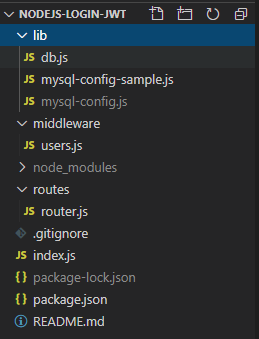 NODEJS-LOGIN-JWT
lib
JS db.js
JS mysql-config-sample.js
JS mysql-config.js
middleware
JS users.js
node_modules
routes
JS router.js
.gitignore
JS index.js
{} package-lock.json
{} package.json
README.md